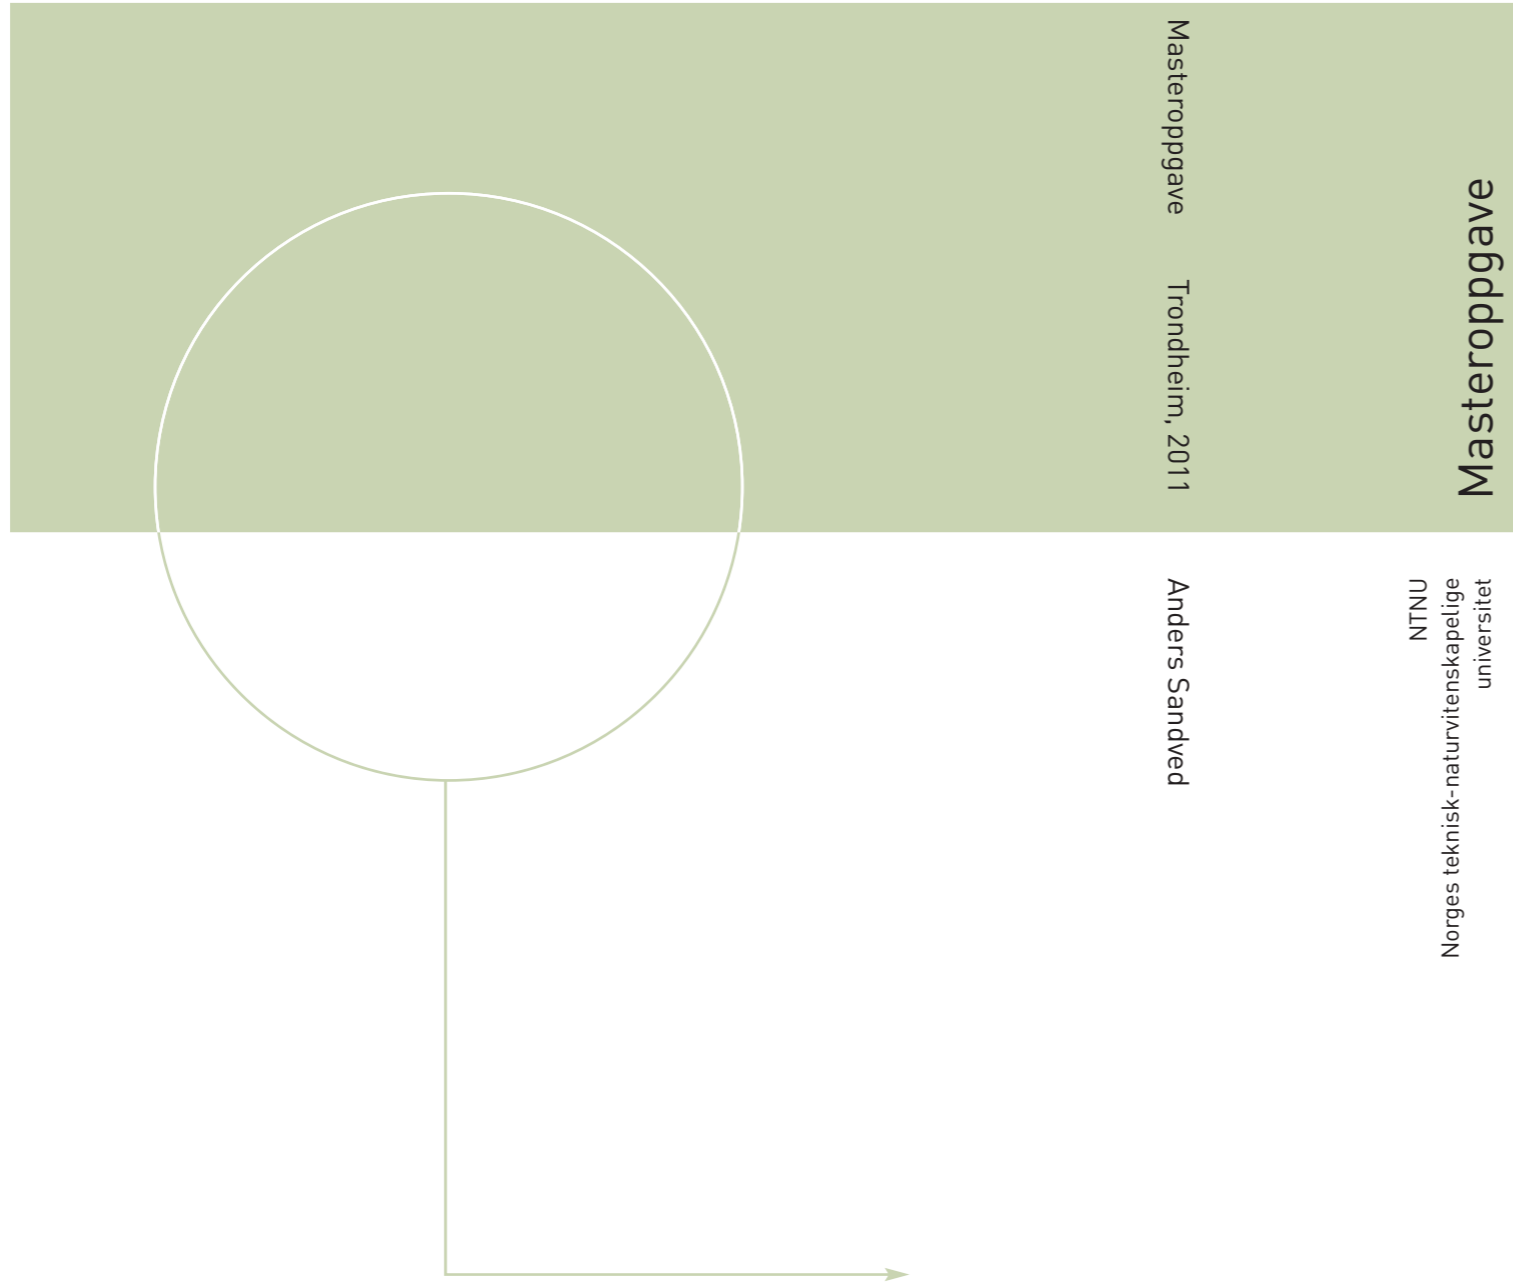 Masteroppgave
Trondheim, 2011
Anders Sandved
Masteroppgave
NTNU
Norges teknisk-naturvitenskapelige
universitet